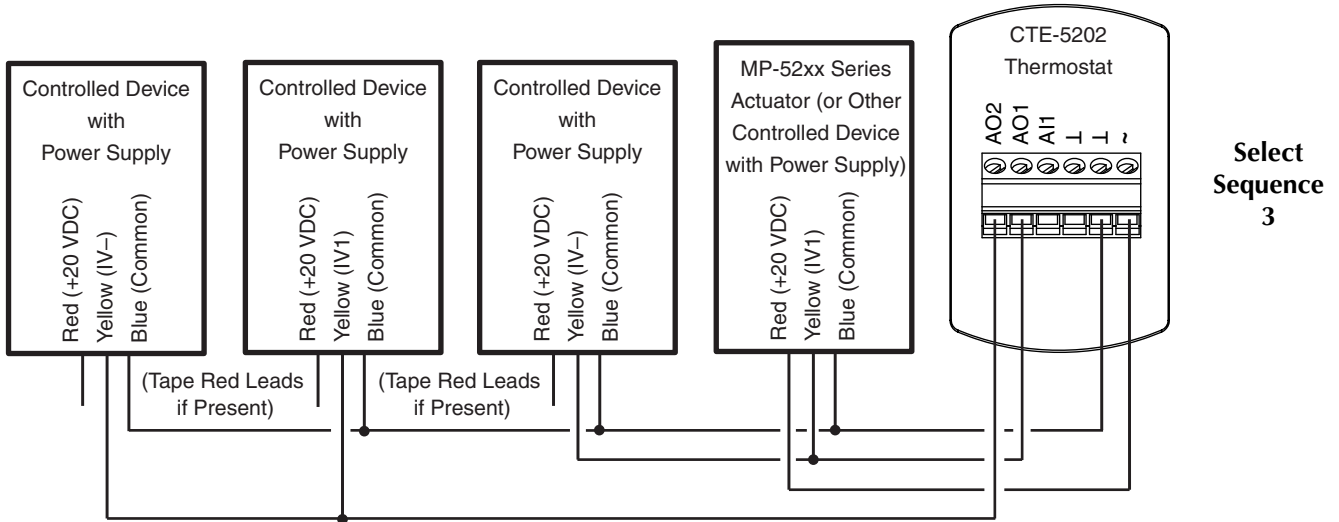 Controlled Device
with
Power Supply
Red (+20 VDC)
Yellow (IV–)
Blue (Common)
Controlled Device
with
Power Supply
Red (+20 VDC)
Yellow (IV1)
Blue (Common)
Controlled Device
with
Power Supply
Red (+20 VDC)
Yellow (IV–)
Blue (Common)
MP-52xx Series
Actuator (or Other
Controlled Device
with Power Supply)
Red (+20 VDC)
Yellow (IV1)
Blue (Common)
CTE-5202
Thermostat
AO2
AO1
AI1
⊥
⊥
~
Select
Sequence
3
(Tape Red Leads
if Present)
(Tape Red Leads
if Present)